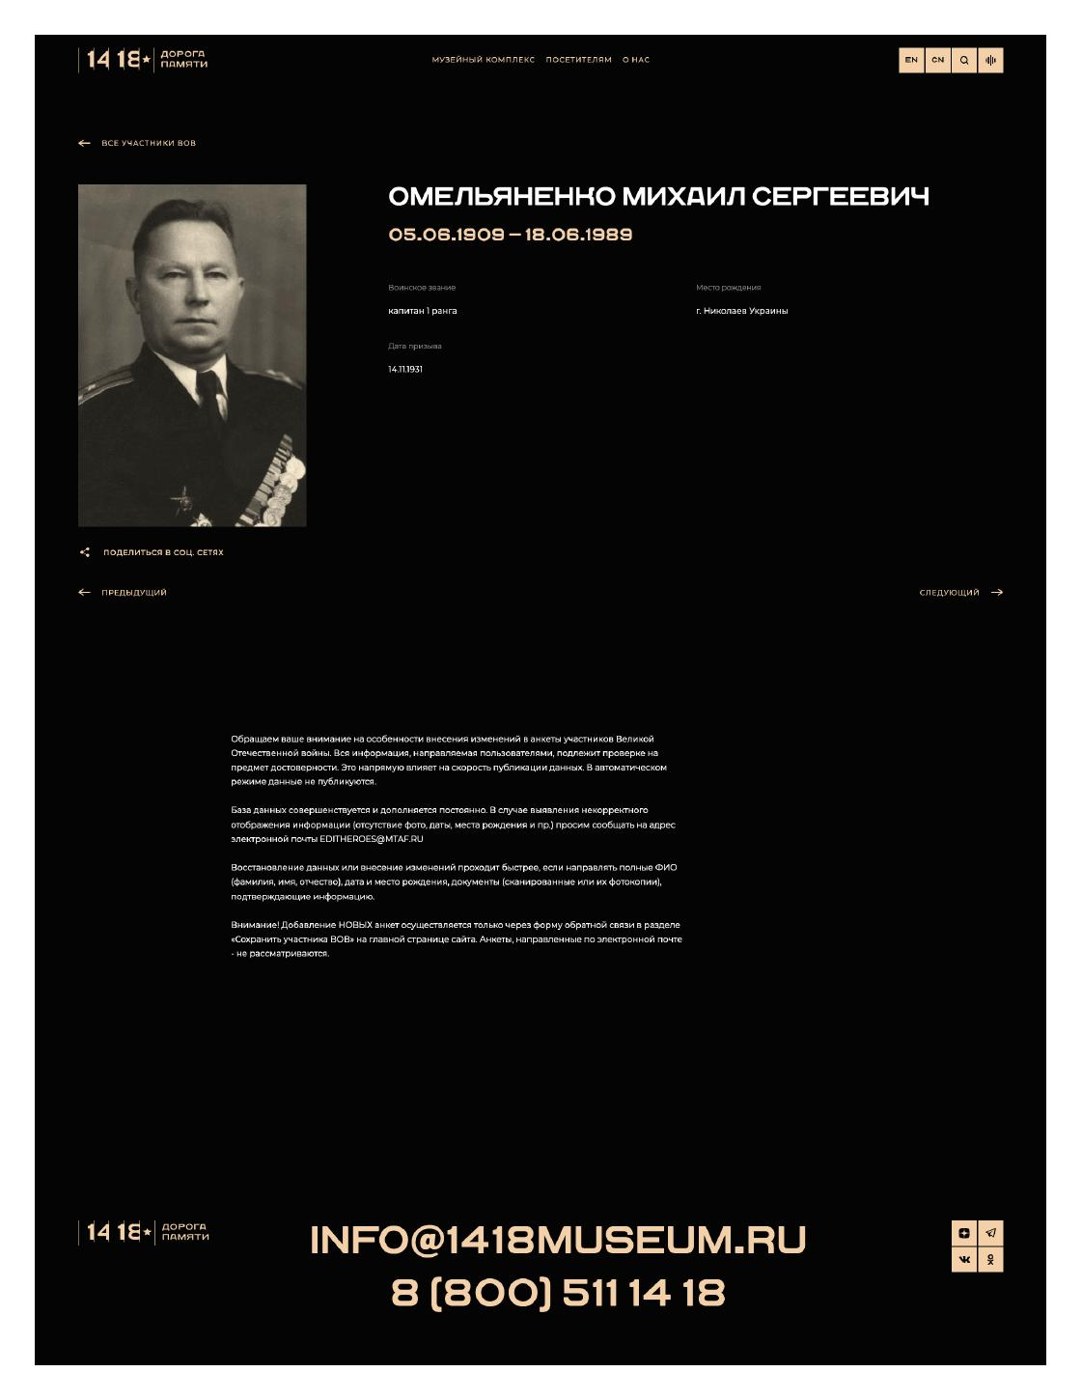 1418★ ДОРОГА
ПАМЯТИ
МУЗЕЙНЫЙ КОМПЛЕКС ПОСЕТИТЕЛЯМ О НАС
EN CN
← ВСЕ УЧАСТНИКИ ВОВ
ОМЕЛЬЯНЕНКО МИХАИЛ СЕРГЕЕВИЧ
05.06.1909 – 18.06.1989
Воинское звание
Место рождения
капитан 1 ранга
г. Николаев Украины
Дата призыва
14.11.1931
ПОДЕЛИТЬСЯ В СОЦ. СЕТЯХ
← ПРЕДЫДУЩИЙ
СЛЕДУЮЩИЙ →
Обращаем ваше внимание на особенности внесения изменений в анкеты участников Великой
Отечественной войны. Вся информация, направляемая пользователями, подлежит проверке на
предмет достоверности. Это напрямую влияет на скорость публикации данных. В автоматическом
режиме данные не публикуются.
База данных совершенствуется и дополняется постоянно. В случае выявления некорректного
отображения информации (отсутствие фото, даты, места рождения и пр.) просим сообщать на адрес
электронной почты EDITHEROES@MTAF.RU
Восстановление данных или внесение изменений проходит быстрее, если направлять полные ФИО
(фамилия, имя, отчество), дата и место рождения, документы (сканированные или их фотокопии),
подтверждающие информацию.
Внимание! Добавление НОВЫХ анкет осуществляется только через форму обратной связи в разделе
«Сохранить участника ВОВ» на главной странице сайта. Анкеты, направленные по электронной почте
- не рассматриваются.
1418★ ДОРОГА
ПАМЯТИ
INFO@1418MUSEUM.RU
8 (800) 511 14 18